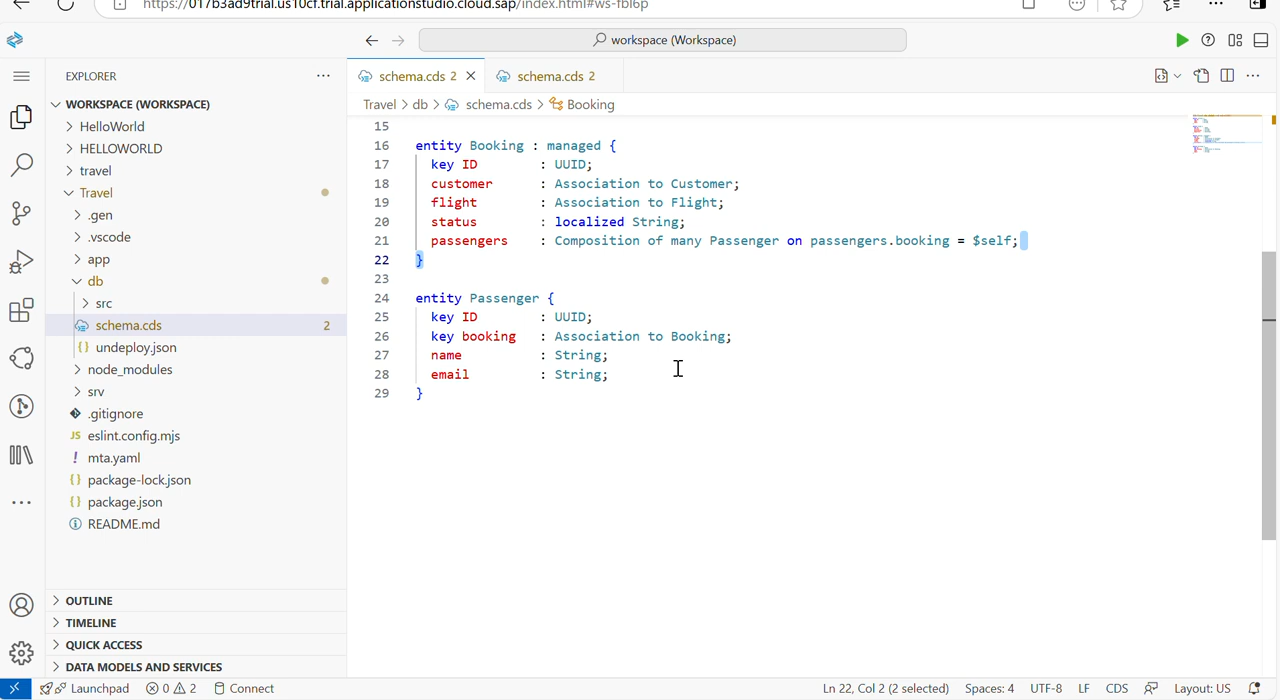 https://017b3ad9trial.us10cf.trial.applicationstudio.cloud.sap/index.html#ws-fbl6p
workspace (Workspace)
EXPLORER
WORKSPACE (WORKSPACE)
HelloWorld
HELLOWORLD
travel
Travel
.gen
.vscode
app
db
src
schema.cds 2
undeploy.json
node_modules
srv
.gitignore
JS eslint.config.mjs
! mta.yaml
{} package-lock.json
{} package.json
README.md
OUTLINE
TIMELINE
QUICK ACCESS
DATA MODELS AND SERVICES
schema.cds 2
schema.cds 2
Travel > db > schema.cds > Booking
15
16 entity Booking : managed {
17 key ID : UUID;
18 customer : Association to Customer;
19 flight : Association to Flight;
20 status : localized String;
21 passengers : Composition of many Passenger on passengers.booking = $self;
22 }
23
24 entity Passenger {
25 key ID : UUID;
26 key booking : Association to Booking;
27 name : String;
28 email : String;
29 }
Launchpad 0 2 Connect
Ln 22, Col 2 (2 selected) Spaces: 4 UTF-8 LF CDS Layout: US